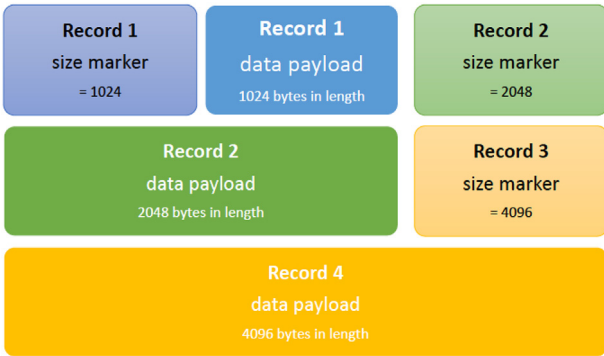 Record 1
size marker
= 1024
Record 1
data payload
1024 bytes in length
Record 2
size marker
= 2048
Record 2
data payload
2048 bytes in length
Record 3
size marker
= 4096
Record 4
data payload
4096 bytes in length